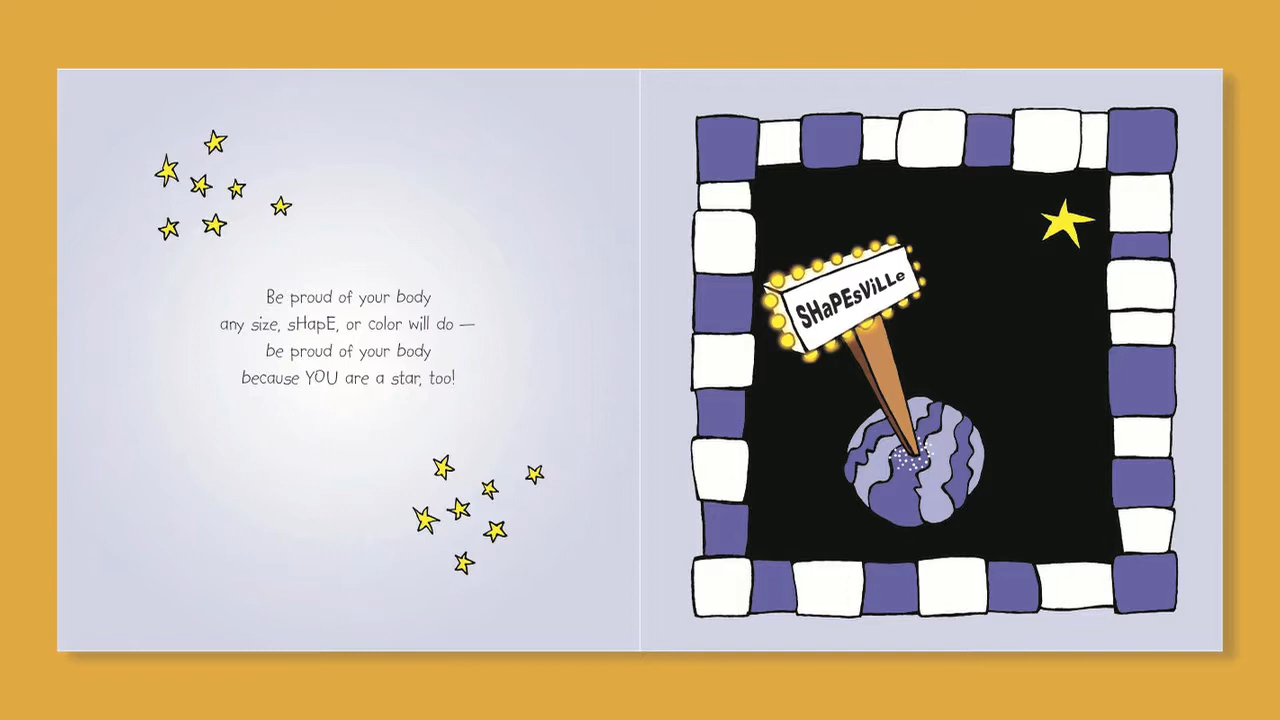 Be proud of your body
any size, sHapE, or color will do —
be proud of your body
because YOU are a star, too!
SHaPEsViLLe